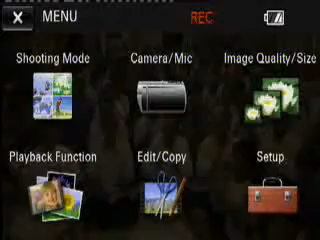 MENU
REC
Shooting Mode
Camera/Mic
Image Quality/Size
Playback Function
Edit/Copy
Setup